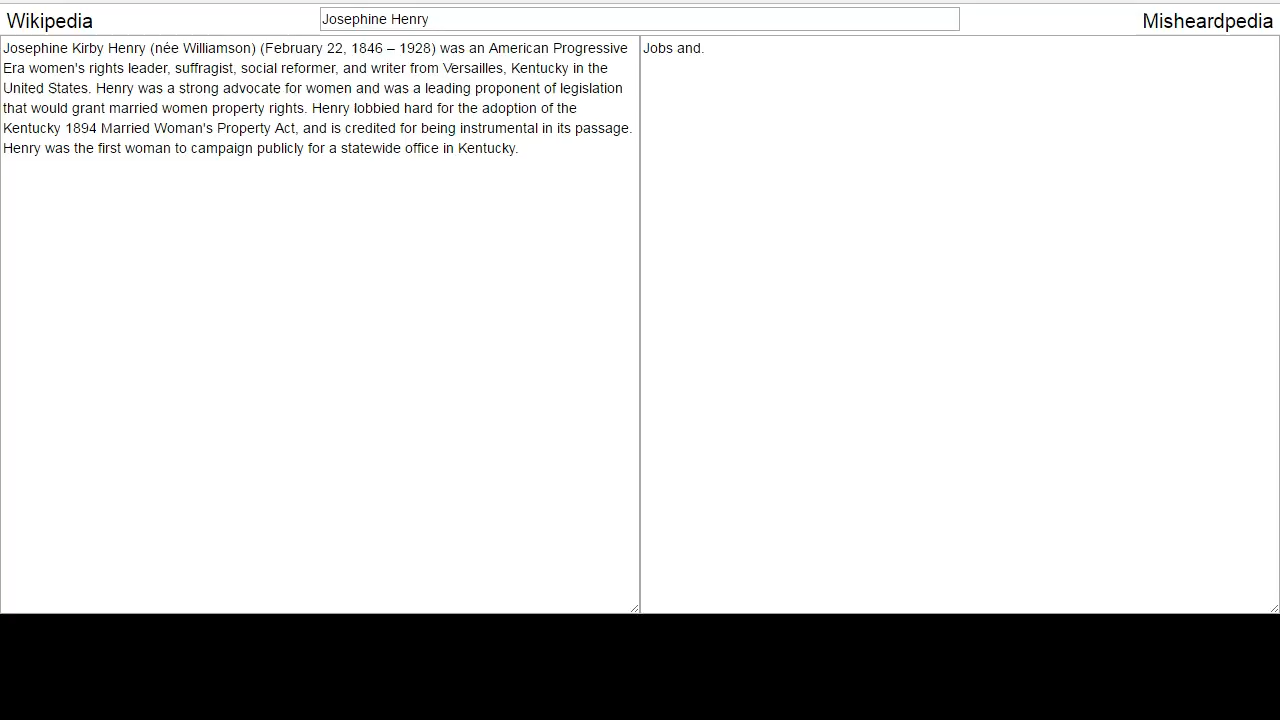 Wikipedia
Josephine Henry
Misheardpedia
Josephine Kirby Henry (née Williamson) (February 22, 1846 – 1928) was an American Progressive
Era women's rights leader, suffragist, social reformer, and writer from Versailles, Kentucky in the
United States. Henry was a strong advocate for women and was a leading proponent of legislation
that would grant married women property rights. Henry lobbied hard for the adoption of the
Kentucky 1894 Married Woman's Property Act, and is credited for being instrumental in its passage.
Henry was the first woman to campaign publicly for a statewide office in Kentucky.
Jobs and.